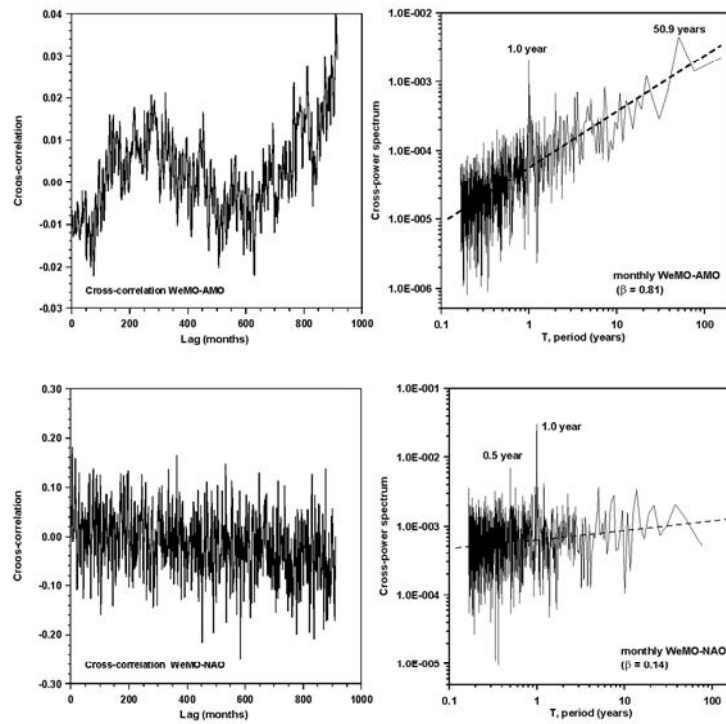 0.04
0.03
0.02
0.01
0.00
-0.01
-0.02
-0.03
Croos-correlation
Cross-correlation WeMO-AMO
0 200 400 600 800 1000
Lag (months)
1.0E-002
1.0E-003
1.0E-004
1.0E-005
1.0E-006
Cross-power spectrum
50.9 years
1.0 year
monthly WeMO-AMO
(β = 0.81)
0.1 1 10 100
T, period (years)
0.30
0.20
0.10
0.00
-0.10
-0.20
-0.30
Croos-correlation
Cross-correlation WeMO-NAO
0 200 400 600 800 1000
Lag (months)
1.0E-001
1.0E-002
1.0E-003
1.0E-004
1.0E-005
Cross-power spectrum
1.0 year
0.5 year
monthly WeMO-NAO
(β = 0.14)
0.1 1 10 100
T, period (years)